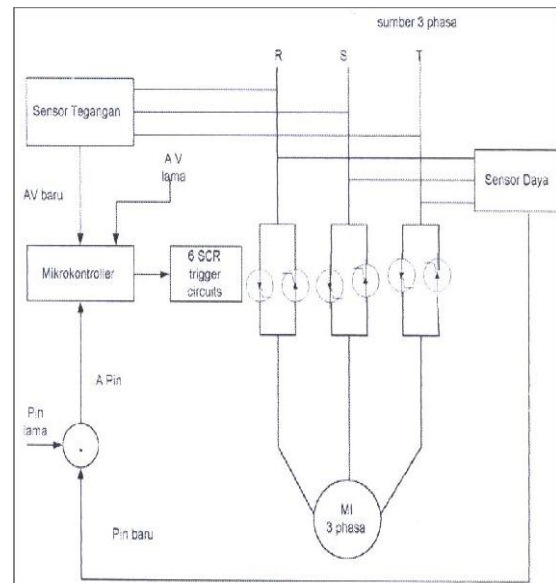 sumber 3 phasa
R S T
Sensor Tegangan
A V
lama
Sensor Daya
AV baru
Mikrokontroller
6 SCR
trigger
circuits
A Pin
Pin
lama
MI
3 phasa
Pin baru